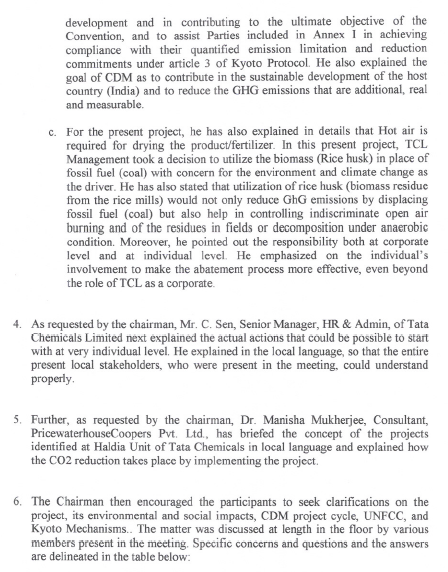 development and in contributing to the ultimate objective of the
Convention, and to assist Parties included in Annex I in achieving
compliance with their quantified emission limitation and reduction
commitments under article 3 of Kyoto Protocol. He also explained the
goal of CDM as to contribute in the sustainable development of the host
country (India) and to reduce the GHG emissions that are additional, real
and measurable.
c. For the present project, he has also explained in details that Hot air is
required for drying the product/fertilizer. In this present project, TCL
Management took a decision to utilize the biomass (Rice husk) in place of
fossil fuel (coal) with concern for the environment and climate change as
the driver. He has also stated that utilization of rice husk (biomass residue
from the rice mills) would not only reduce GhG emissions by displacing
fossil fuel (coal) but also help in controlling indiscriminate open air
burning and of the residues in fields or decomposition under anaerobic
condition. Moreover, he pointed out the responsibility both at corporate
level and at individual level. He emphasized on the individual's
involvement to make the abatement process more effective, even beyond
the role of TCL as a corporate.
4. As requested by the chairman, Mr. C. Sen, Senior Manager, HR & Admin, of Tata
Chemicals Limited next explained the actual actions that could be possible to start
with at very individual level. He explained in the local language, so that the entire
present local stakeholders, who were present in the meeting, could understand
properly.
5. Further, as requested by the chairman, Dr. Manisha Mukherjee, Consultant,
PricewaterhouseCoopers Pvt. Ltd., has briefed the concept of the projects
identified at Haldia Unit of Tata Chemicals in local language and explained how
the CO2 reduction takes place by implementing the project.
6. The Chairman then encouraged the participants to seek clarifications on the
project, its environmental and social impacts, CDM project cycle, UNFCC, and
Kyoto Mechanisms.. The matter was discussed at length in the floor by various
members present in the meeting. Specific concerns and questions and the answers
are delineated in the table below: